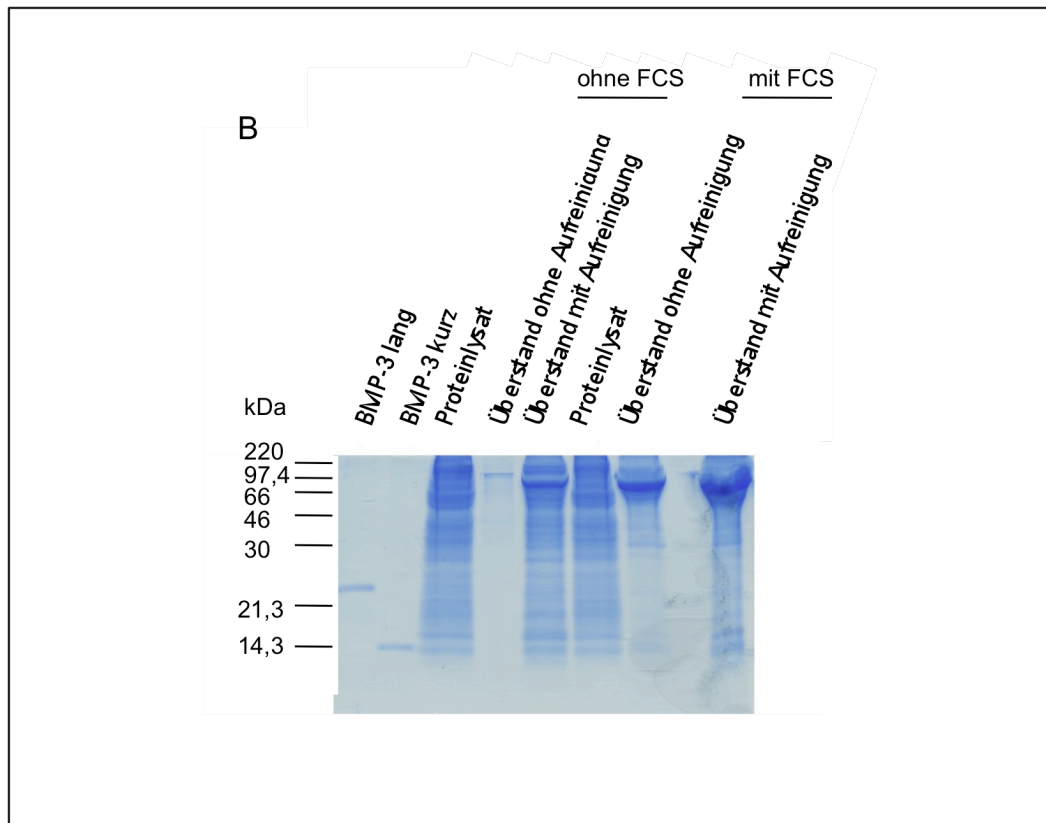 ohne FCS
mit FCS
B
BMP-3 lang
BMP-3 kurz
Proteinlysat
Überstand ohne Aufreinigung
Überstand mit Aufreinigung
Proteinlysat
Überstand ohne Aufreinigung
Überstand mit Aufreinigung
kDa
220
97,4
66
46
30
21,3
14,3